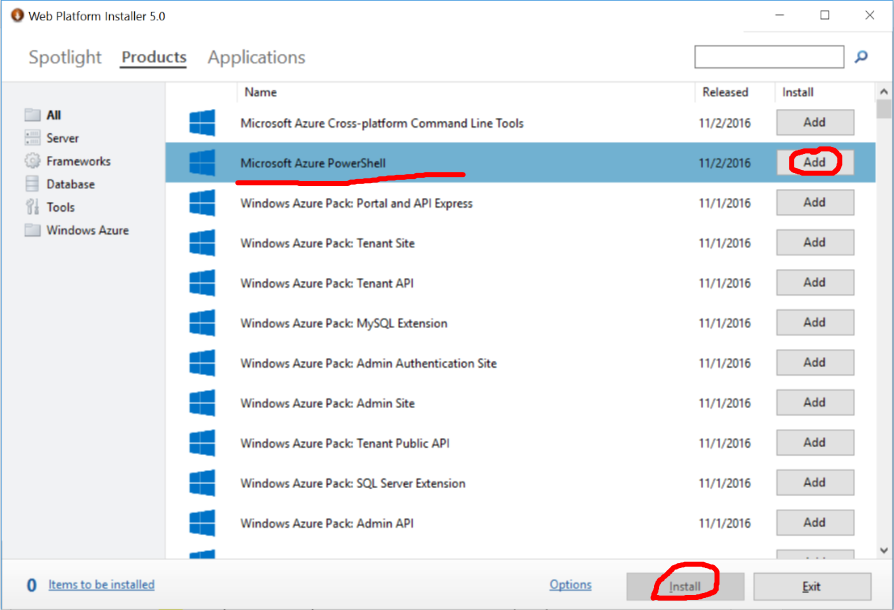 Web Platform Installer 5.0
Spotlight Products Applications
Name Released Install
All
Server
Frameworks
Database
Tools
Windows Azure
Microsoft Azure Cross-platform Command Line Tools 11/2/2016 Add
Microsoft Azure PowerShell 11/2/2016 Add
Windows Azure Pack: Portal and API Express 11/1/2016 Add
Windows Azure Pack: Tenant Site 11/1/2016 Add
Windows Azure Pack: Tenant API 11/1/2016 Add
Windows Azure Pack: MySQL Extension 11/1/2016 Add
Windows Azure Pack: Admin Authentication Site 11/1/2016 Add
Windows Azure Pack: Admin Site 11/1/2016 Add
Windows Azure Pack: Tenant Public API 11/1/2016 Add
Windows Azure Pack: SQL Server Extension 11/1/2016 Add
Windows Azure Pack: Admin API 11/1/2016 Add
0 Items to be installed Options Install Exit